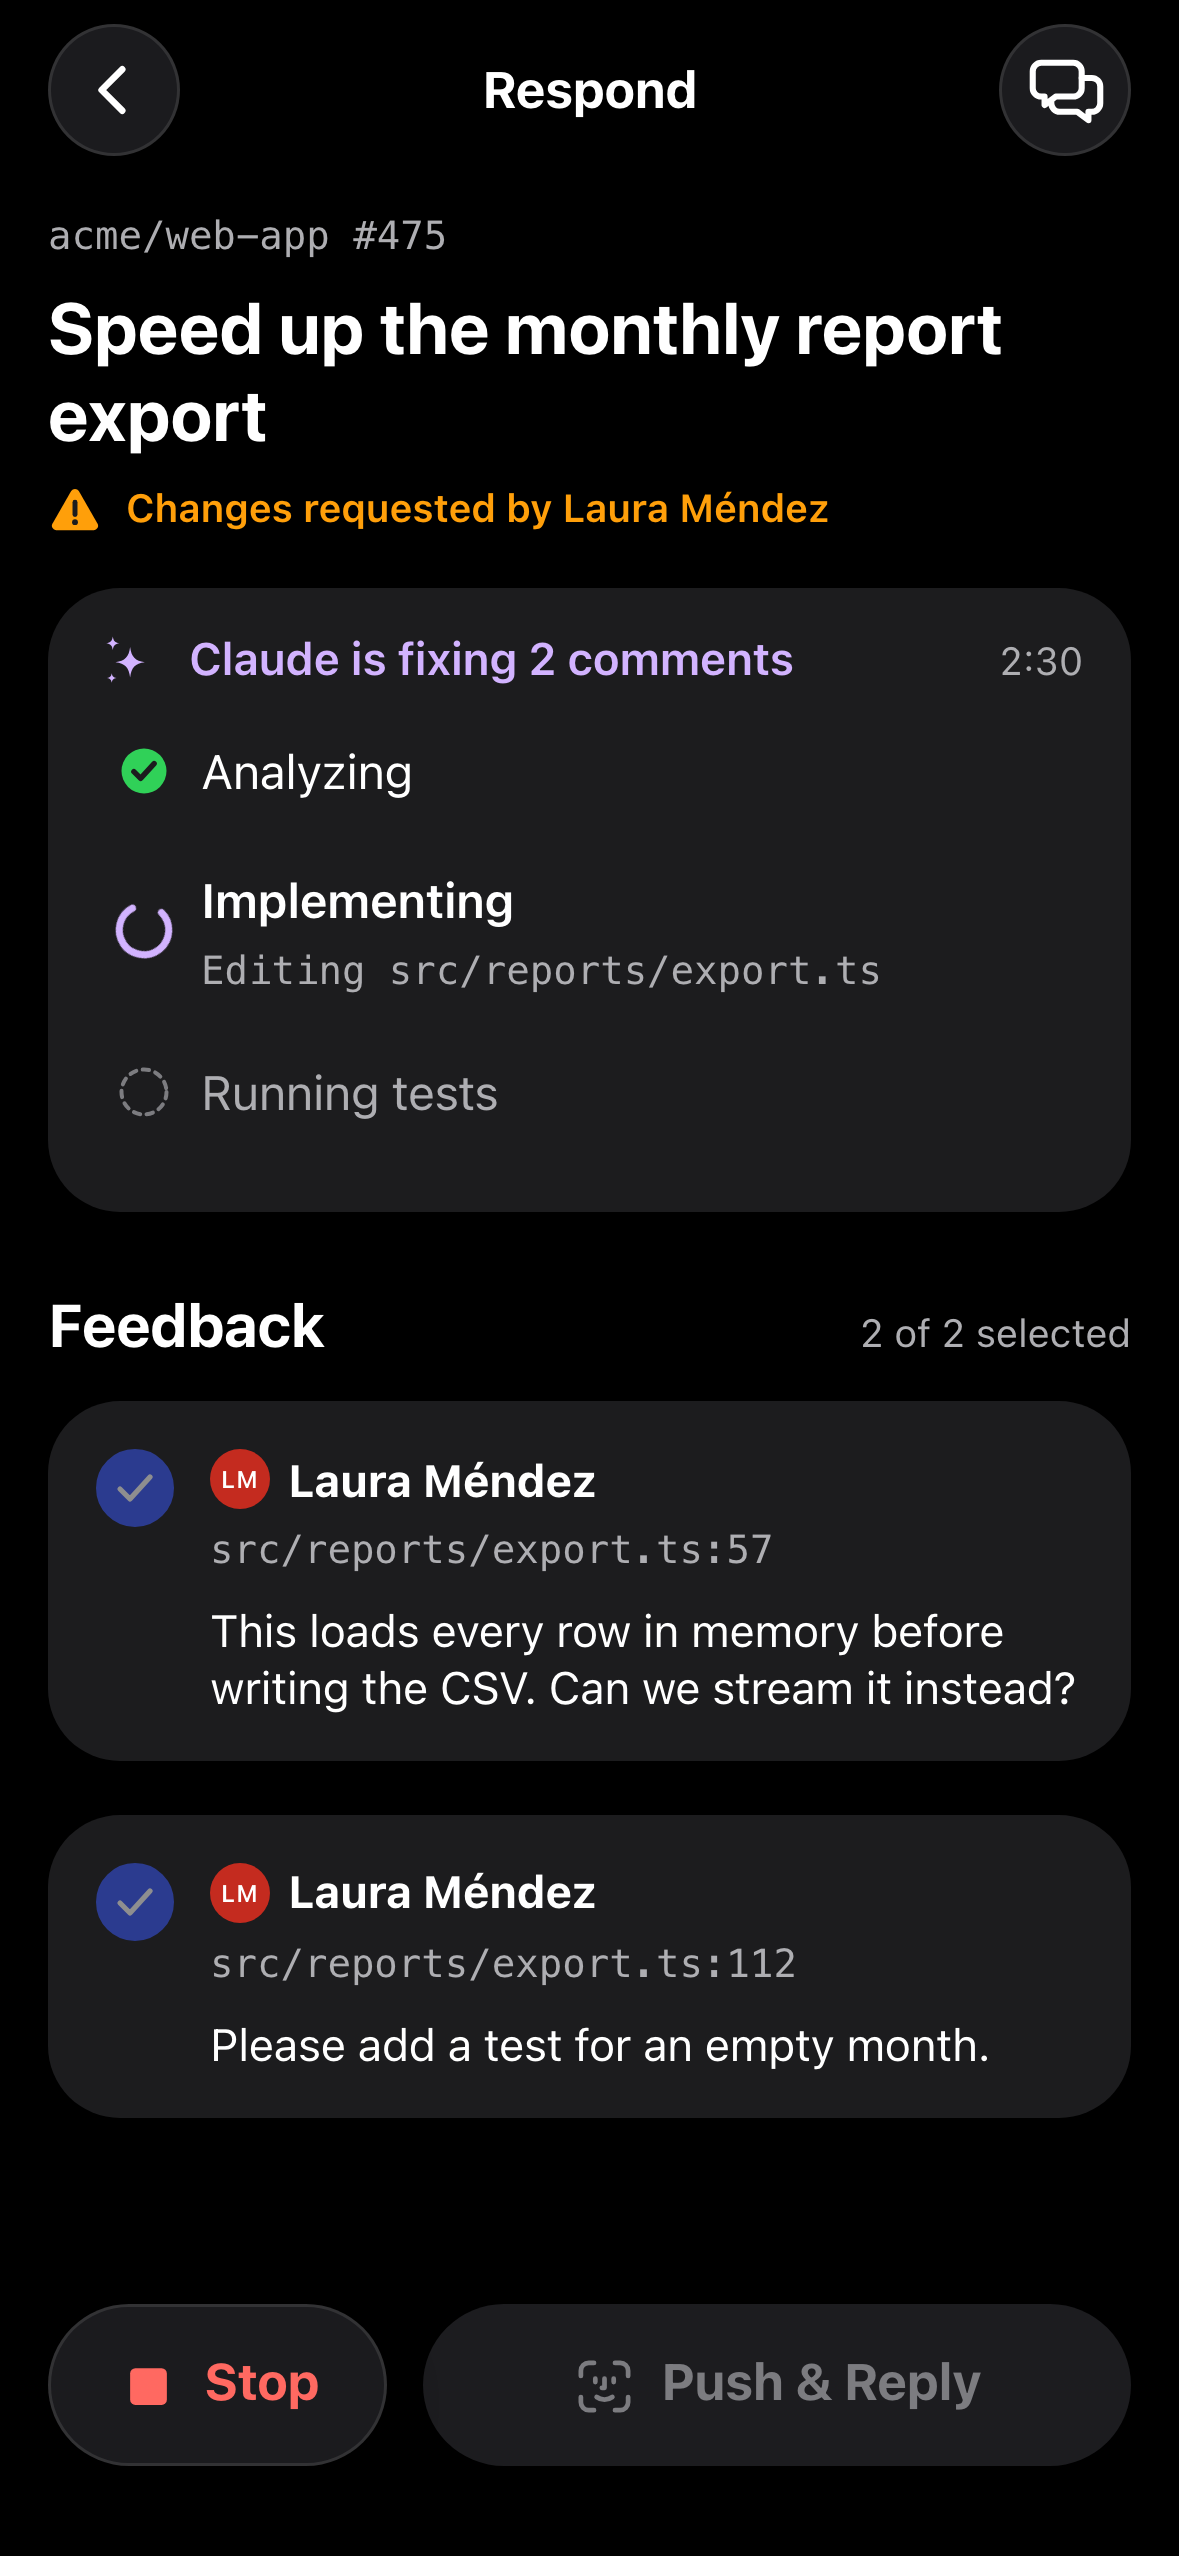 Respond
acme/web-app #475
Speed up the monthly report
export
Changes requested by Laura Méndez
Claude is fixing 2 comments
2:30
Analyzing
Implementing
Editing src/reports/export.ts
Running tests
Feedback
2 of 2 selected
LM Laura Méndez
src/reports/export.ts:57
This loads every row in memory before
writing the CSV. Can we stream it instead?
LM Laura Méndez
src/reports/export.ts:112
Please add a test for an empty month.
Stop
Push & Reply